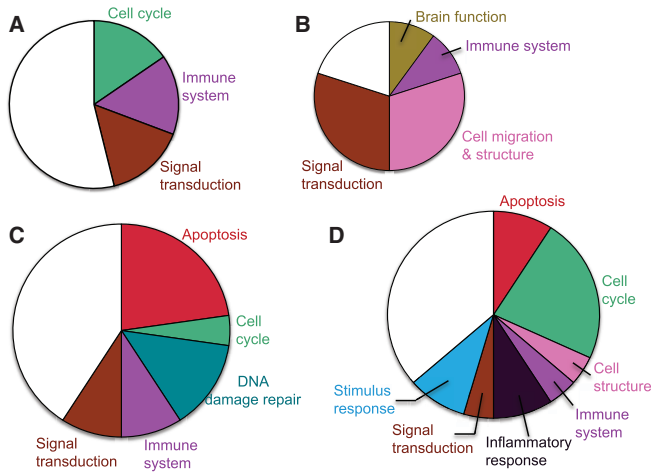 A
Cell cycle
Immune
system
Signal
transduction
B
Brain function
Immune system
Cell migration
& structure
Signal
transduction
C
Apoptosis
Cell
cycle
DNA
damage repair
Immune
system
Signal
transduction
D
Apoptosis
Cell
cycle
Cell
structure
Immune
system
Inflammatory
response
Signal
transduction
Stimulus
response